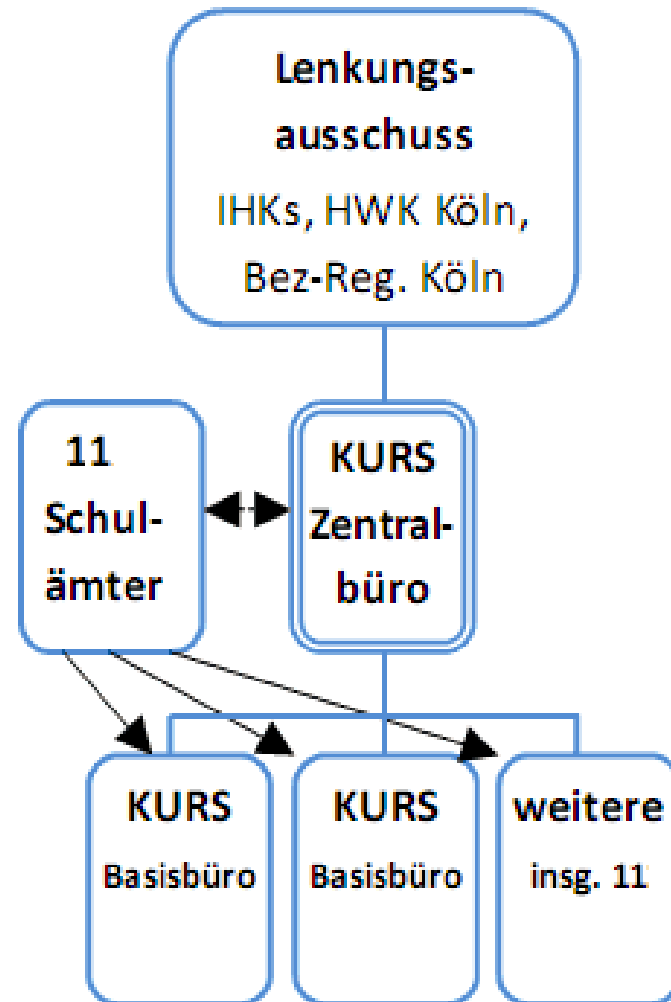 Lenkungs-
ausschuss
IHKs, HWK Köln,
Bez-Reg. Köln
11
Schul-
ämter
KURS
Zentral-
büro
KURS
Basisbüro
KURS
Basisbüro
weitere
insg. 11